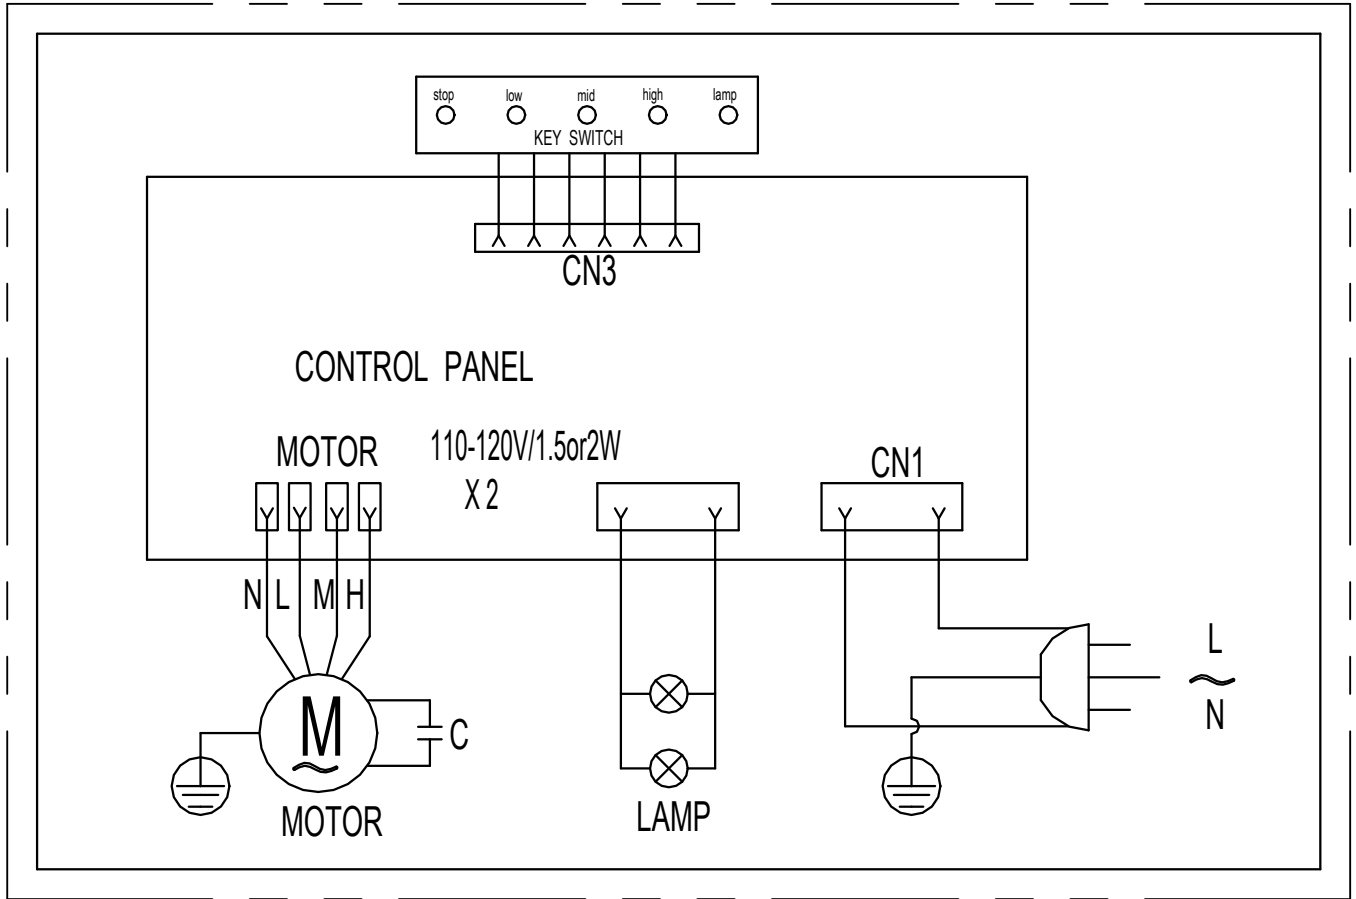 stop low mid high lamp
KEY SWITCH
CN3
CONTROL PANEL
MOTOR
110-120V/1.5or2W
X 2
CN1
N L M H
L
N
M
C
MOTOR
LAMP